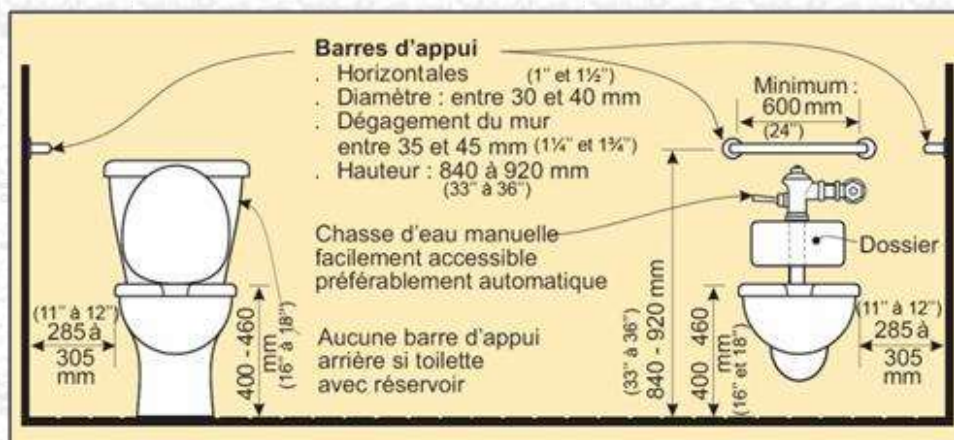 Barres d'appui
. Horizontales (1" et 1½")
. Diamètre : entre 30 et 40 mm
. Dégagement du mur
entre 35 et 45 mm (1¼" et 1¾")
. Hauteur : 840 à 920 mm
(33" à 36")
Minimum :
600 mm
(24")
Chasse d'eau manuelle
facilement accessible
préférablement automatique
Dossier
Aucune barre d'appui
arrière si toilette
avec réservoir
(11" à 12")
285 à
305
mm
400 - 460
mm
(16" à 18")
(33" à 36")
840 - 920 mm
400 460
mm
(16" et 18")
(11" à 12")
285 à
305
mm